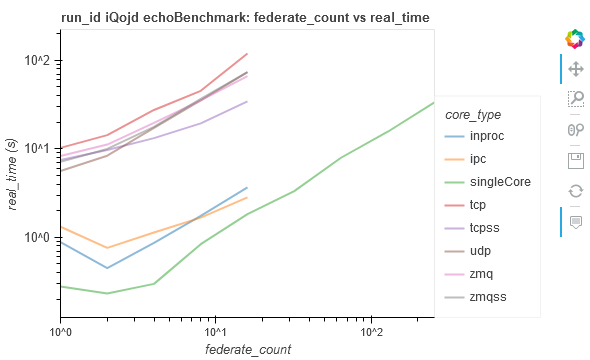 run_id iQojd echoBenchmark: federate_count vs real_time
10^2
10^1
10^0
real_time (s)
10^0
10^1
10^2
federate_count
core_type
inproc
ipc
singleCore
tcp
tcpss
udp
zmq
zmqss